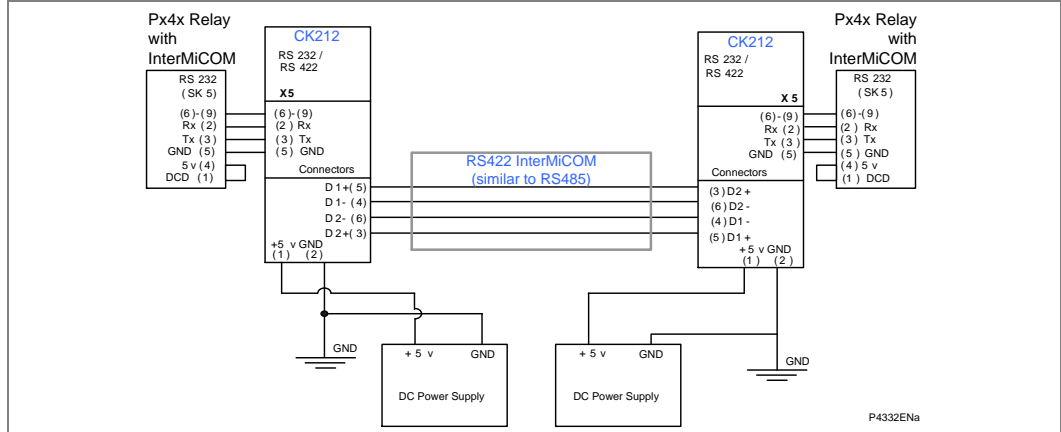 Px4x Relay
with
InterMiCOM
RS 232
(SK 5)
(6)-(9)
Rx (2)
Tx (3)
GND (5)
5 v (4)
DCD (1)
CK212
RS 232 /
RS 422
X5
(6)-(9)
(2) Rx
(3) Tx
(5) GND
Connectors
D 1+( 5)
D 1- (4)
D 2- (6)
D 2+( 3)
+5 v GND
(1) (2)
RS422 InterMiCOM
(similar to RS485)
CK212
RS 232 /
RS 422
X 5
(6)-(9)
Rx (2)
Tx (3)
GND (5)
Connectors
(3) D2 +
(6) D2 -
(4) D1 -
(5) D1 +
+ 5 v GND
(1) (2)
Px4x Relay
with
InterMiCOM
RS 232
(SK 5)
(6)-(9)
(2) Rx
(3) Tx
(5) GND
(4) 5 v
(1) DCD
GND
+ 5 v GND
DC Power Supply
+ 5 v GND
DC Power Supply
GND
P4332ENa